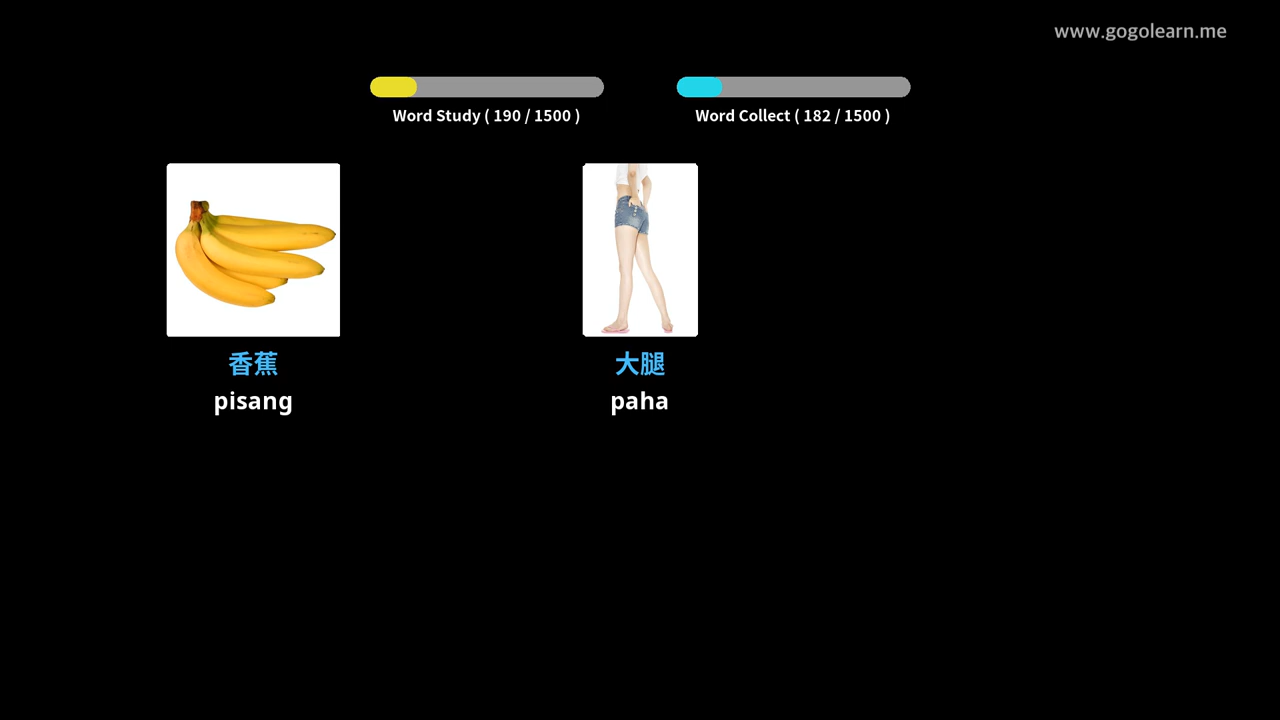 www.gogolearn.me
Word Study ( 190 / 1500 )
Word Collect ( 182 / 1500 )
香蕉
pisang
大腿
paha